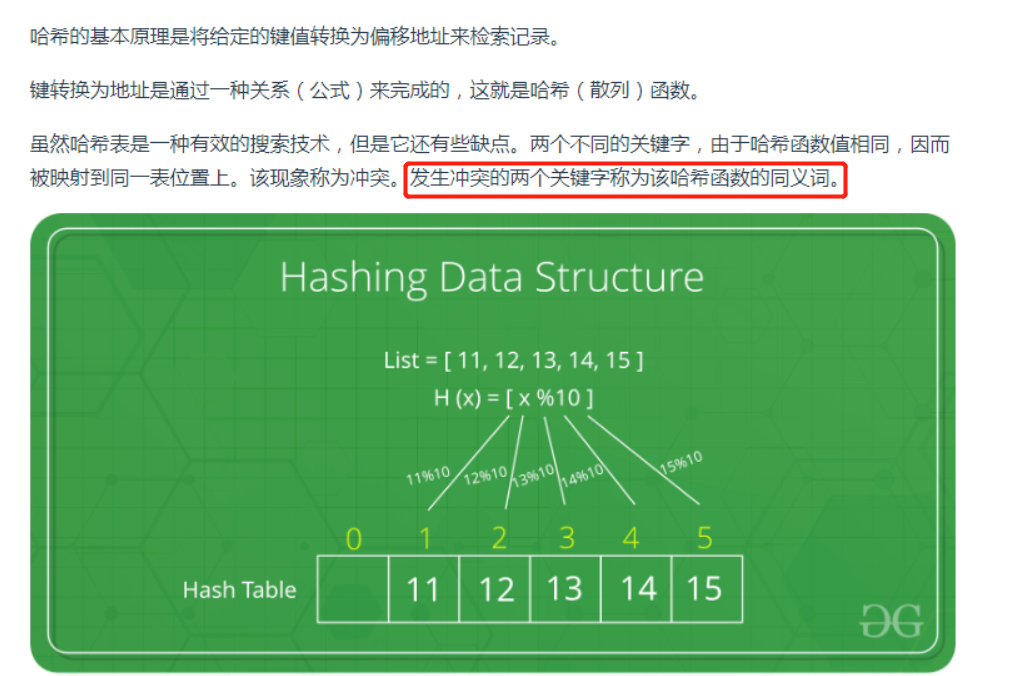 哈希的基本原理是将给定的键值转换为偏移地址来检索记录。
键转换为地址是通过一种关系（公式）来完成的，这就是哈希（散列）函数。
虽然哈希表是一种有效的搜索技术，但是它还有些缺点。两个不同的关键字，由于哈希函数值相同，因而
被映射到同一表位置上。该现象称为冲突。发生冲突的两个关键字称为该哈希函数的同义词。
Hashing Data Structure
List = [ 11, 12, 13, 14, 15 ]
H (x) = [ x %10 ]
11%10 12%10 13%10 14%10 15%10
0 1 2 3 4 5
Hash Table 11 12 13 14 15
GG